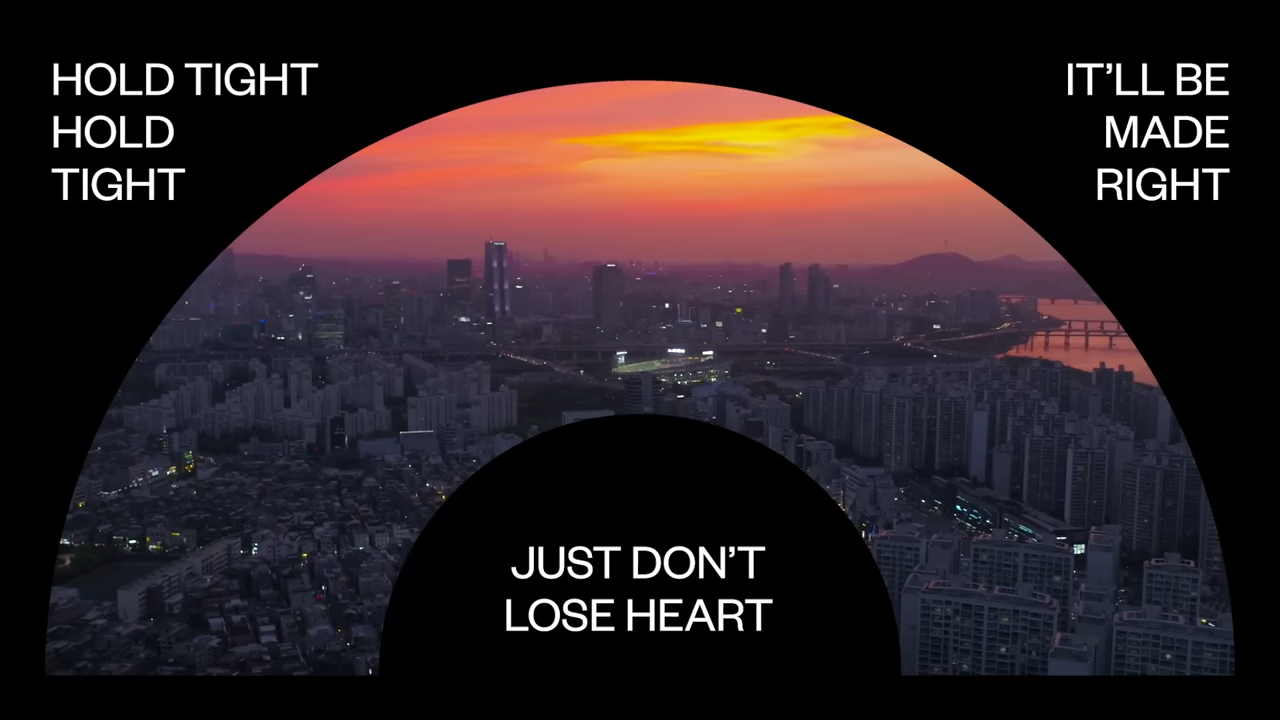 HOLD TIGHT
HOLD
TIGHT
IT’LL BE
MADE
RIGHT
JUST DON’T
LOSE HEART